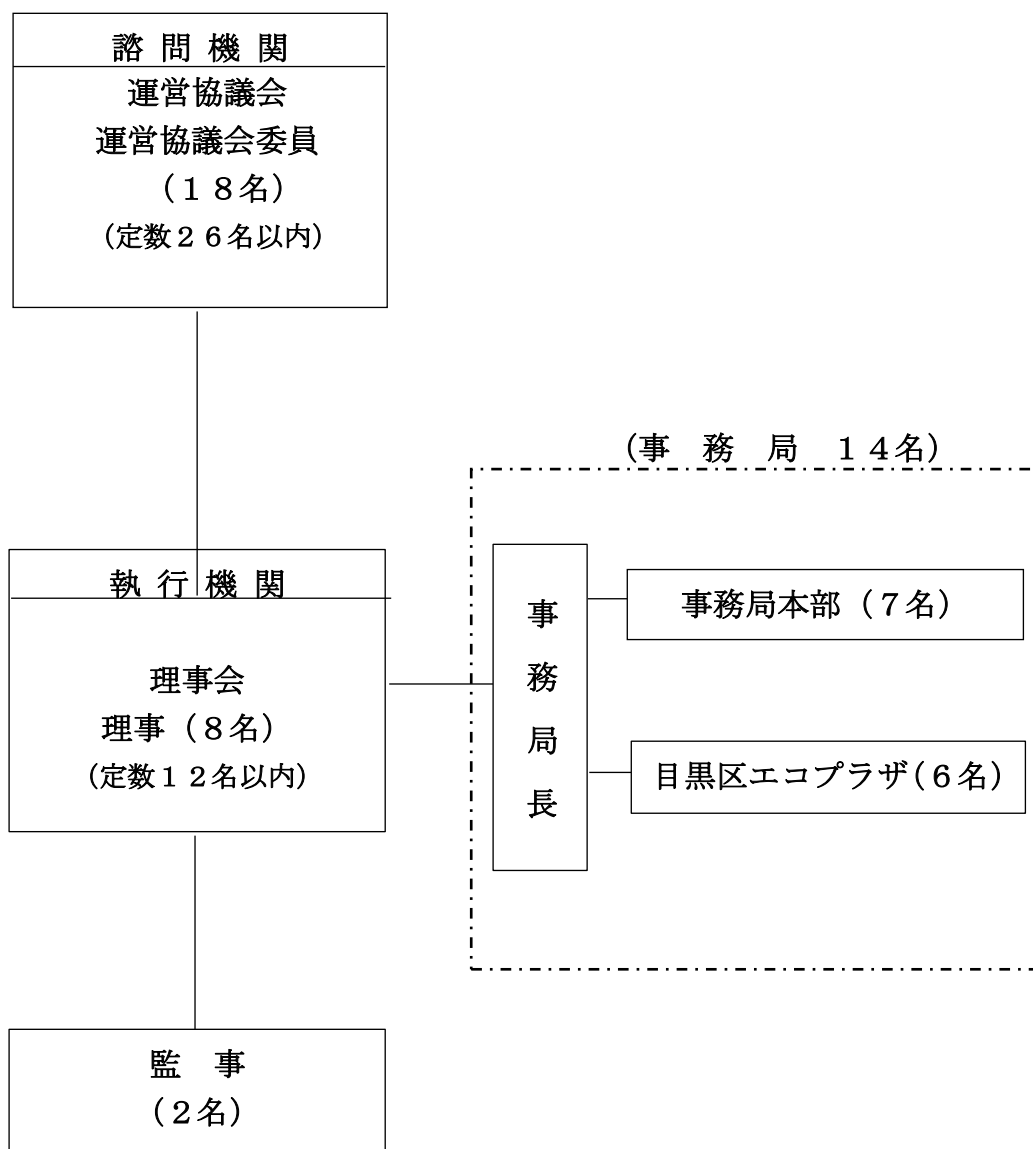 諮 問 機 関
運営協議会
運営協議会委員
(１８名)
(定数２６名以内)
(事　務　局　１４名)
執 行 機 関
理事会
理事(８名)
(定数１２名以内)
事務局長
事務局本部(７名)
目黒区エコプラザ(６名)
監　事
(２名)